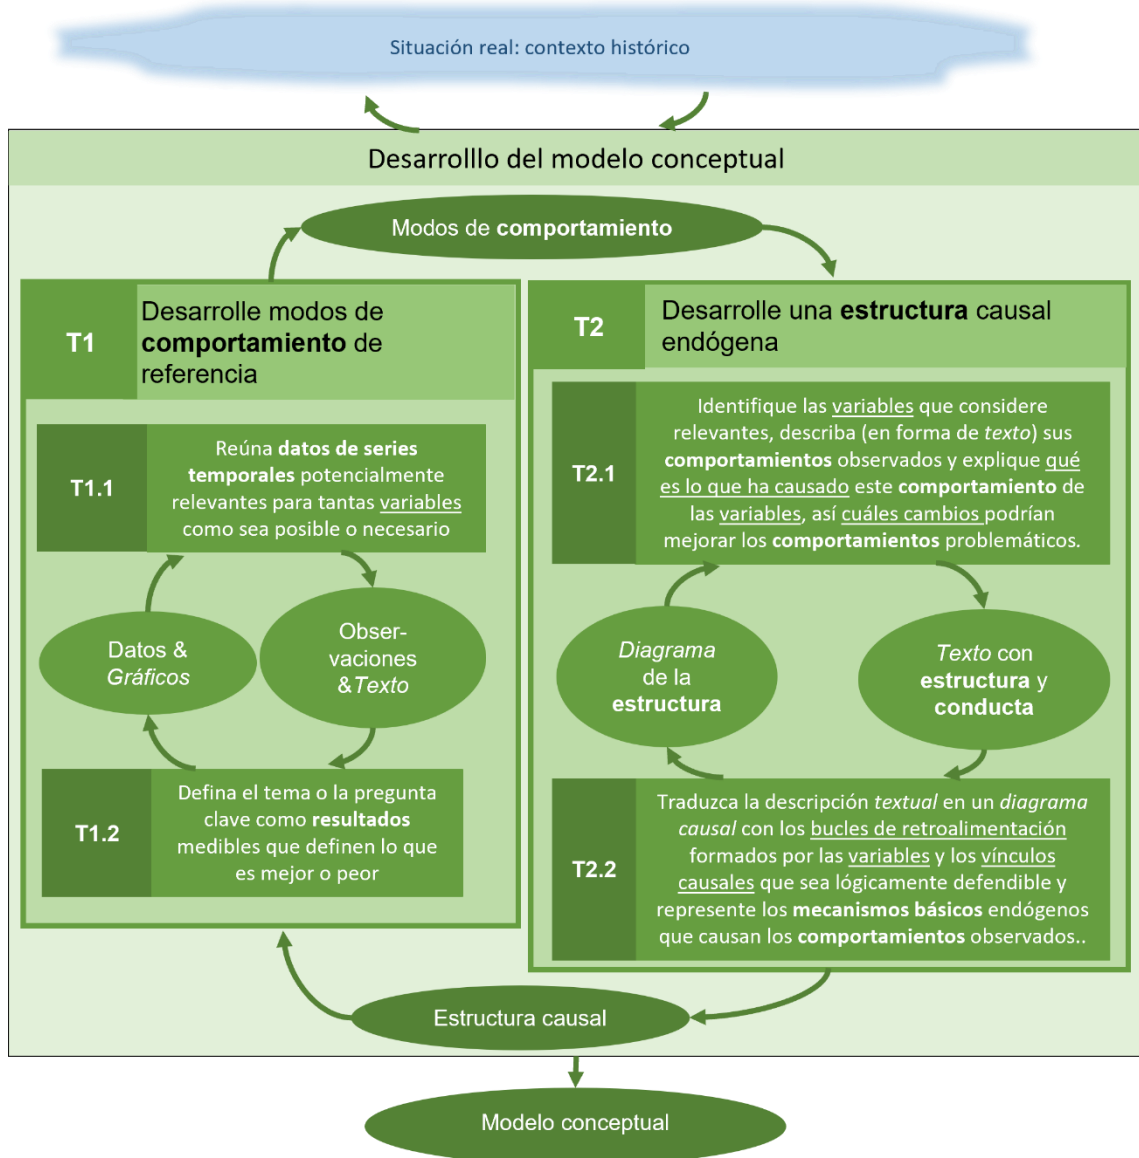 Situación real: contexto histórico
Desarrolllo del modelo conceptual
Modos de comportamiento
T1
Desarrolle modos de
comportamiento de
referencia
T1.1
Reúna datos de series
temporales potencialmente
relevantes para tantas variables
como sea posible o necesario
Datos &
Gráficos
Obser-
vaciones
&Texto
T1.2
Defina el tema o la pregunta
clave como resultados
medibles que definen lo que
es mejor o peor
T2
Desarrolle una estructura causal
endógena
T2.1
Identifique las variables que considere
relevantes, describa (en forma de texto) sus
comportamientos observados y explique qué
es lo que ha causado este comportamiento de
las variables, así cuáles cambios podrían
mejorar los comportamientos problemáticos.
Diagrama
de la
estructura
Texto con
estructura y
conducta
T2.2
Traduzca la descripción textual en un diagrama
causal con los bucles de retroalimentación
formados por las variables y los vínculos
causales que sea lógicamente defendible y
represente los mecanismos básicos endógenos
que causan los comportamientos observados..
Estructura causal
Modelo conceptual